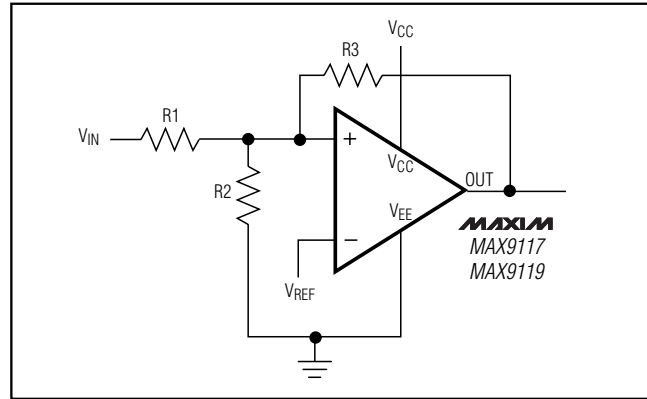 VCC
R3
R1
VIN
+
VCC
OUT
R2
VEE
MAXIM
−
MAX9117
MAX9119
VREF